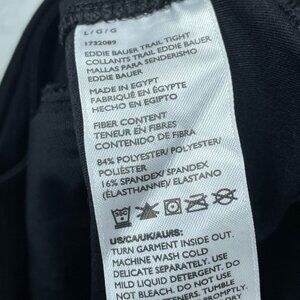 L / G / G
1732089
EDDIE BAUER TRAIL TIGHT
COLLANTS TRAIL EDDIE BAUER
MALLAS PARA SENDERISMO
EDDIE BAUER
MADE IN EGYPT
FABRIQUÉ EN ÉGYPTE
HECHO EN EGIPTO
FIBER CONTENT
TENEUR EN FIBRES
CONTENIDO DE FIBRA
84% POLYESTER/ POLYESTER/
POLIÉSTER
16% SPANDEX/ SPANDEX
(ÉLASTHANNE)/ ELASTANO
US/CA/UK/AU/IS:
TURN GARMENT INSIDE OUT.
MACHINE WASH COLD
DELICATE SEPARATELY. USE
MILD LIQUID DETERGENT. DO
NOT BLEACH. DO NOT USE
TUMBLE
PROMPTLY